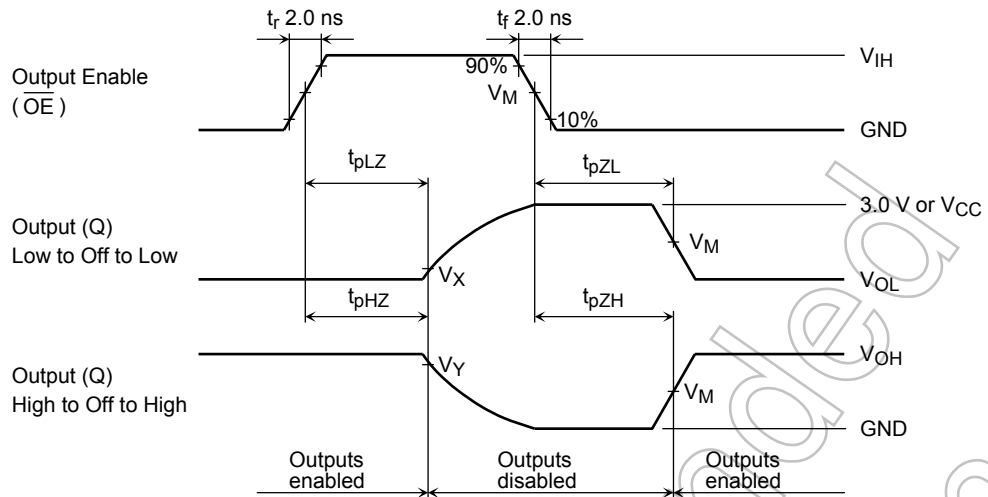 tr 2.0 ns
tf 2.0 ns
Output Enable
( OE )
90%
VM
10%
VIH
GND
tpLZ
tpZL
Output (Q)
Low to Off to Low
VX
VM
3.0 V or VCC
VOL
tpHZ
tpZH
Output (Q)
High to Off to High
VY
VM
VOH
GND
Outputs
enabled
Outputs
disabled
Outputs
enabled